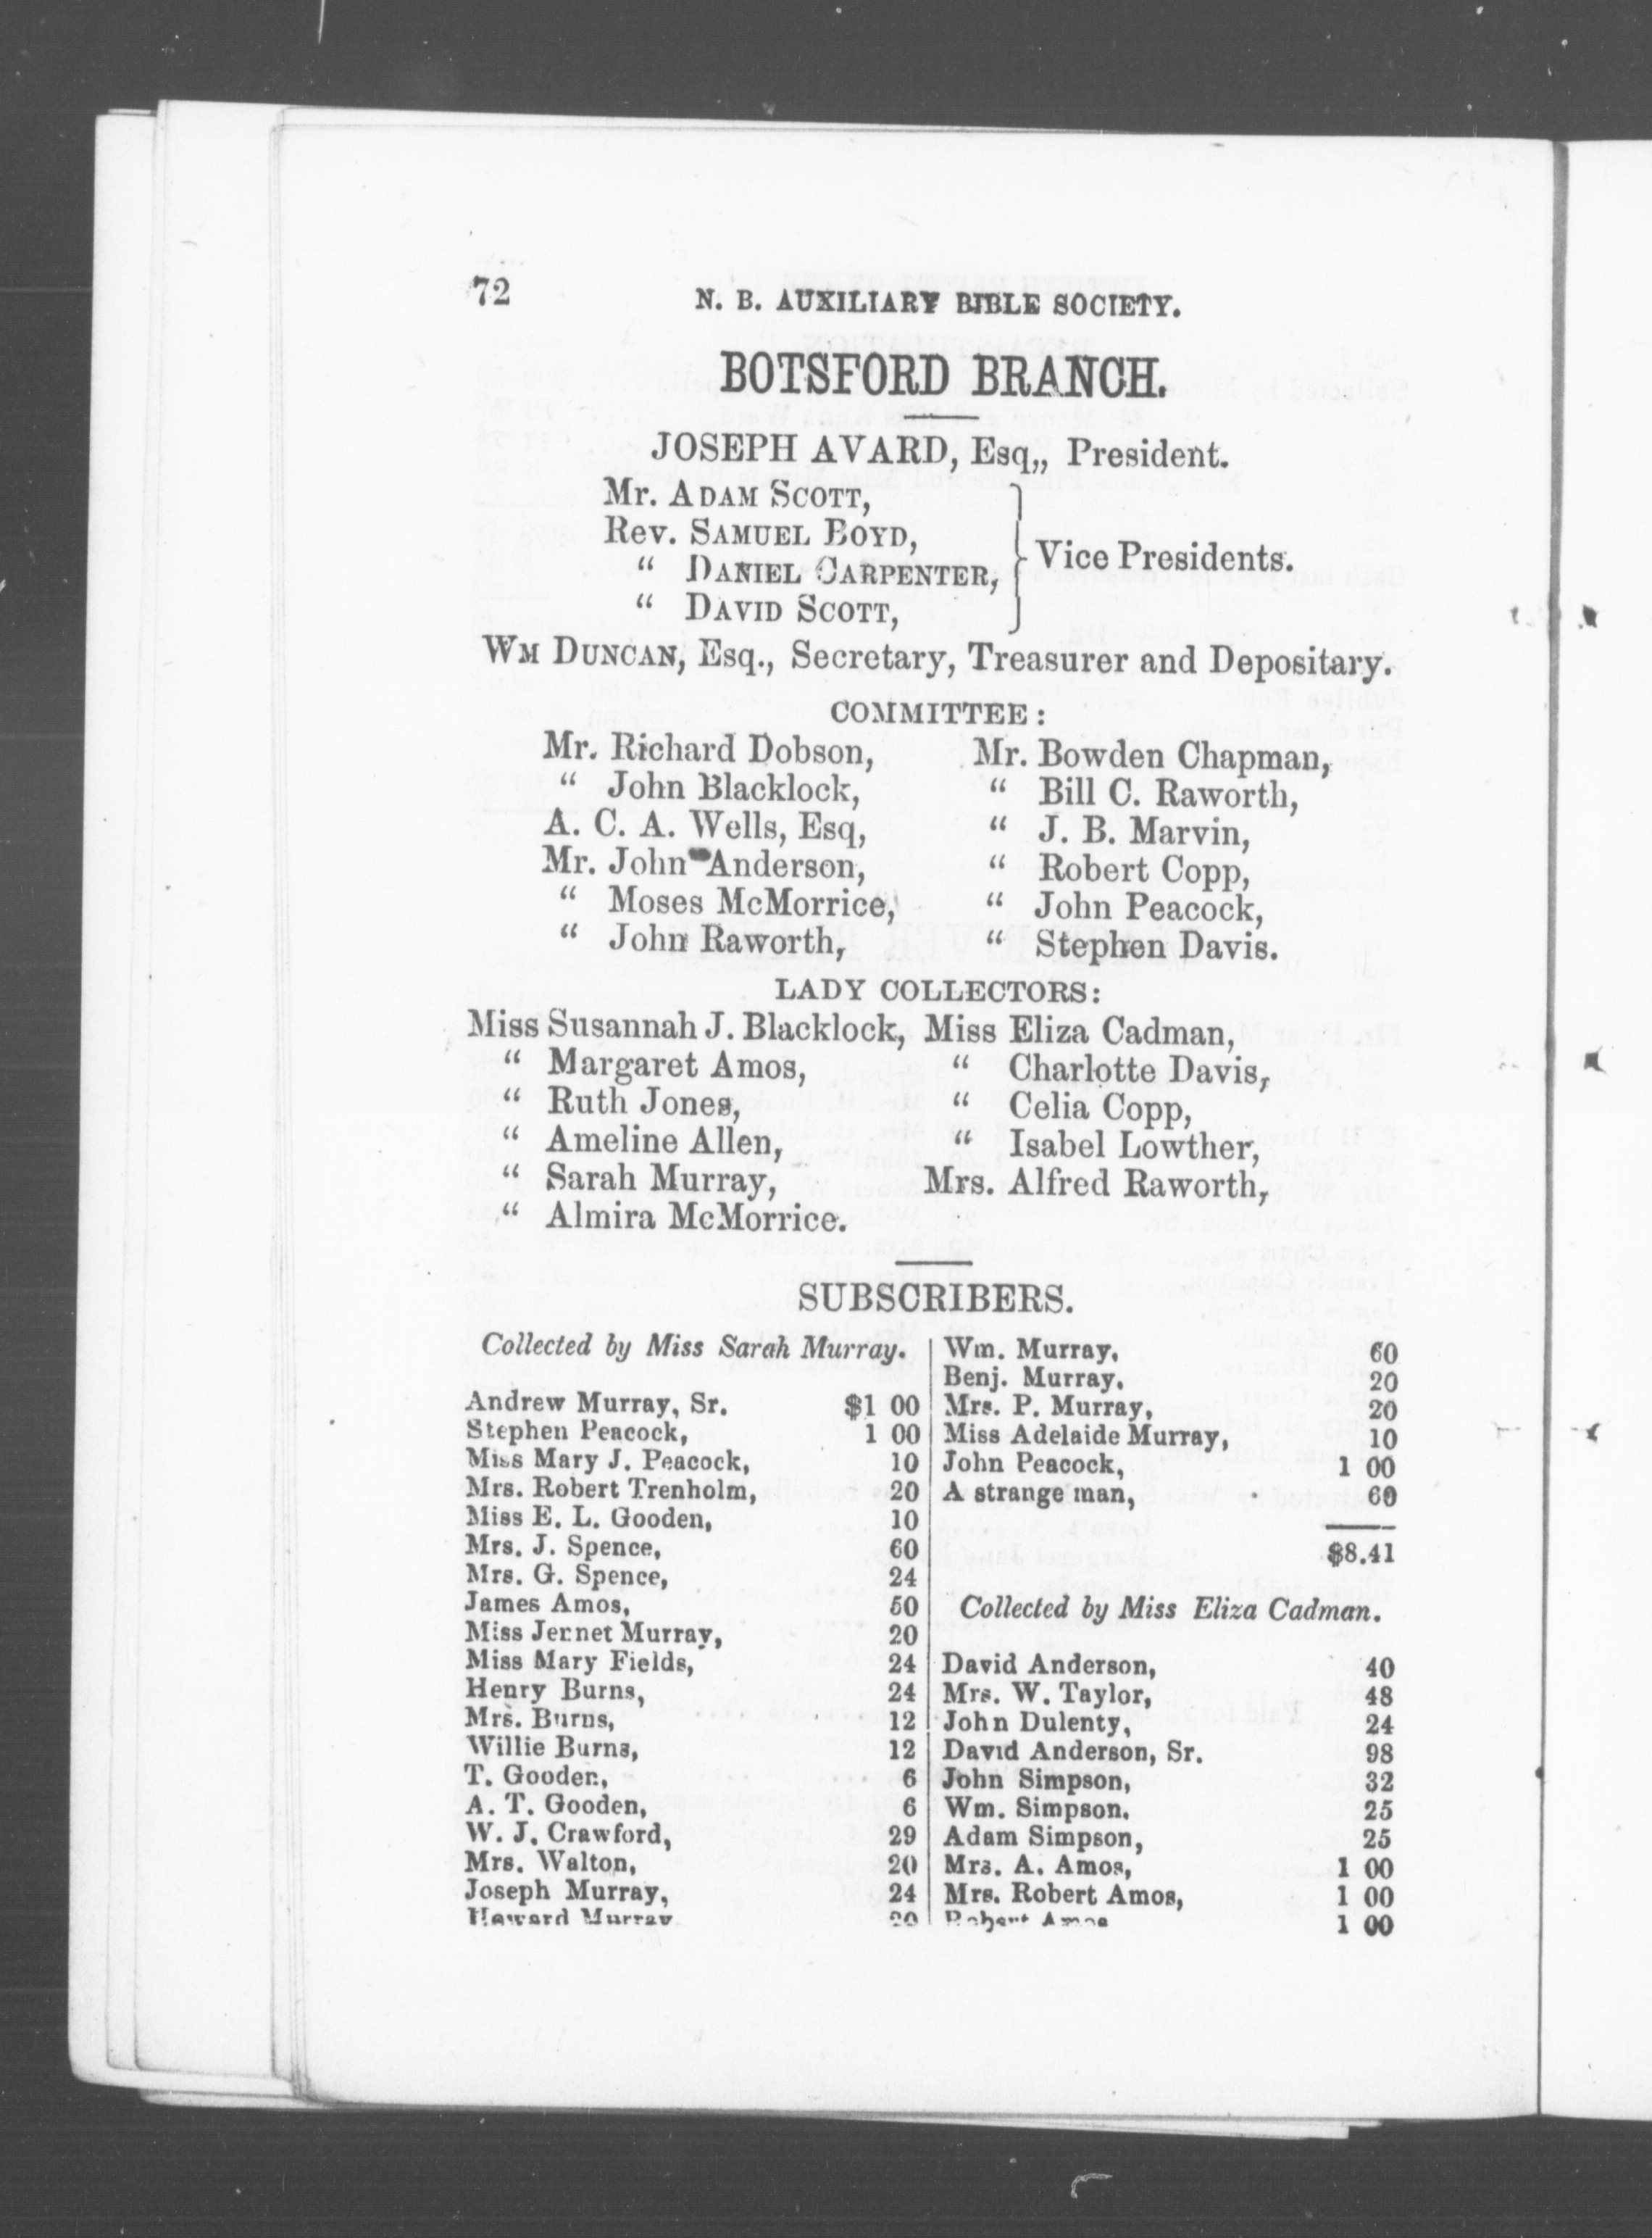 72
N. B. AUXILIARY BIBLE SOCIETY.
BOTSFORD BRANCH.
JOSEPH AVARD, Esq,, President.
Mr. ADAM SCOTT,
Rev. SAMUEL BOYD,
“ DANIEL CARPENTER,
“ DAVID SCOTT,
Vice Presidents.
WM DUNCAN, Esq., Secretary, Treasurer and Depositary.
COMMITTEE:
Mr. Richard Dobson,
“ John Blacklock,
A. C. A. Wells, Esq,
Mr. John Anderson,
“ Moses McMorrice,
“ John Raworth,
Mr. Bowden Chapman,
“ Bill C. Raworth,
“ J. B. Marvin,
“ Robert Copp,
“ John Peacock,
“ Stephen Davis.
LADY COLLECTORS:
Miss Susannah J. Blacklock,
“ Margaret Amos,
“ Ruth Jones,
“ Ameline Allen,
“ Sarah Murray,
“ Almira McMorrice.
Miss Eliza Cadman,
“ Charlotte Davis,
“ Celia Copp,
“ Isabel Lowther,
Mrs. Alfred Raworth,
SUBSCRIBERS.
Collected by Miss Sarah Murray.
Andrew Murray, Sr. $1 00
Stephen Peacock, 1 00
Miss Mary J. Peacock, 10
Mrs. Robert Trenholm, 20
Miss E. L. Gooden, 10
Mrs. J. Spence, 60
Mrs. G. Spence, 24
James Amos, 50
Miss Jennet Murray, 20
Miss Mary Fields, 24
Henry Burns, 24
Mrs. Burns, 12
Willie Burns, 12
T. Gooden, 6
A. T. Gooden, 6
W. J. Crawford, 29
Mrs. Walton, 20
Joseph Murray, 24
Howard Murray 20
Wm. Murray, 60
Benj. Murray, 20
Mrs. P. Murray, 20
Miss Adelaide Murray, 10
John Peacock, 1 00
A strange man, 60
$8.41
Collected by Miss Eliza Cadman.
David Anderson, 40
Mrs. W. Taylor, 48
John Dulenty, 24
David Anderson, Sr. 98
John Simpson, 32
Wm. Simpson, 25
Adam Simpson, 25
Mrs. A. Amos, 1 00
Mrs. Robert Amos, 1 00
Robert Amos 1 00